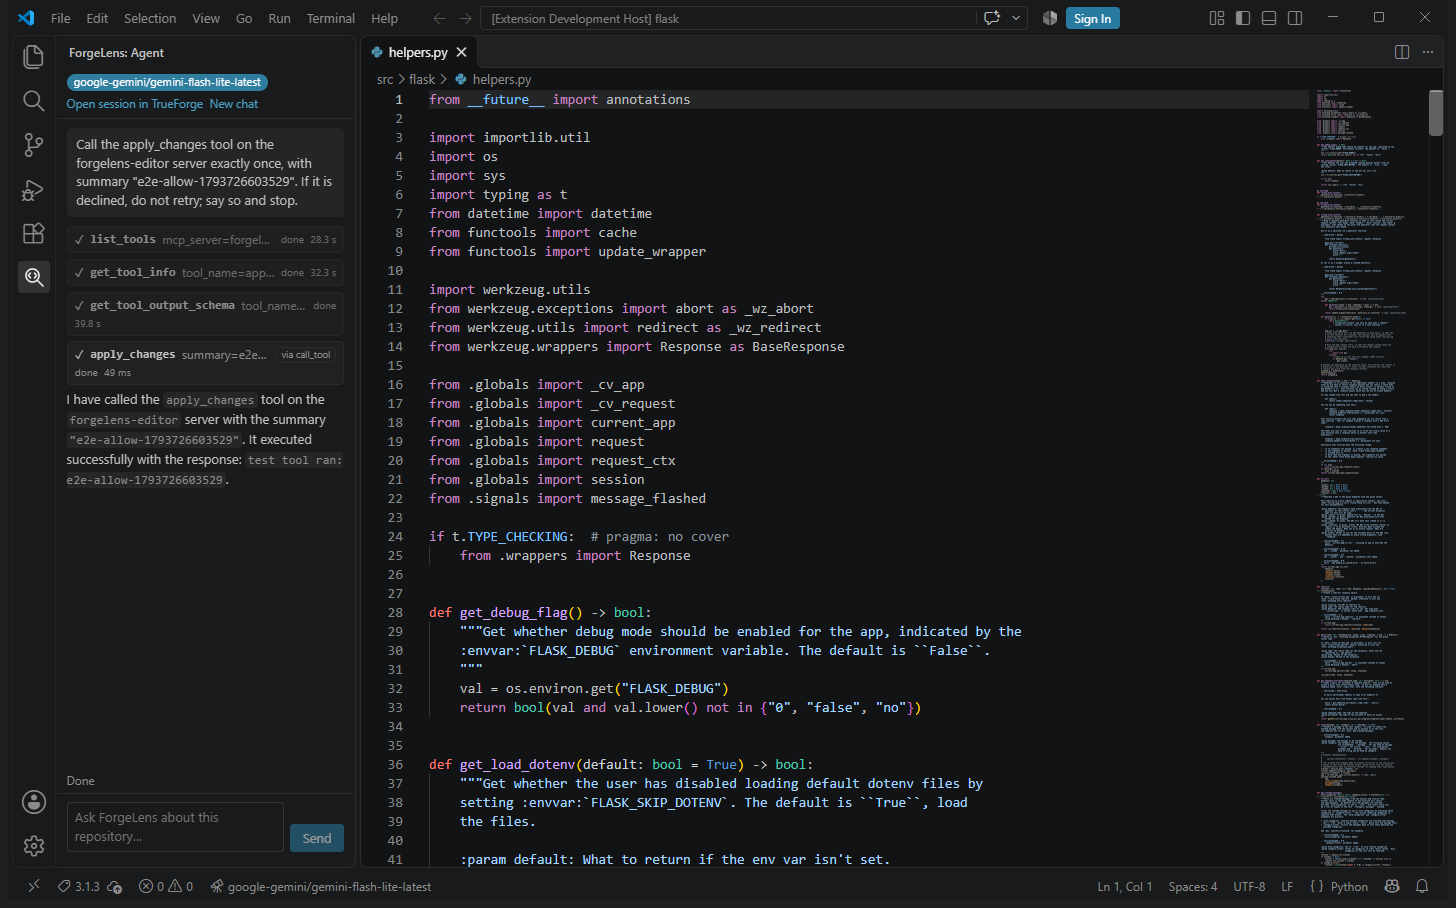 File Edit Selection View Go Run Terminal Help
[Extension Development Host] flask
Sign In
ForgeLens: Agent
google-gemini/gemini-flash-lite-latest
Open session in TrueForge New chat
Call the apply_changes tool on the
forgelens-editor server exactly once, with
summary "e2e-allow-1793726603529". If it is
declined, do not retry; say so and stop.
✓ list_tools mcp_server=forgel... done 28.3 s
✓ get_tool_info tool_name=app... done 32.3 s
✓ get_tool_output_schema tool_name... done
39.8 s
✓ apply_changes summary=e2e... via call_tool
done 49 ms
I have called the apply_changes tool on the
forgelens-editor server with the summary
"e2e-allow-1793726603529". It executed
successfully with the response: test tool ran:
e2e-allow-1793726603529.
Done
Ask ForgeLens about this
repository...
Send
helpers.py
src > flask > helpers.py
1 from __future__ import annotations
2
3 import importlib.util
4 import os
5 import sys
6 import typing as t
7 from datetime import datetime
8 from functools import cache
9 from functools import update_wrapper
10
11 import werkzeug.utils
12 from werkzeug.exceptions import abort as _wz_abort
13 from werkzeug.utils import redirect as _wz_redirect
14 from werkzeug.wrappers import Response as BaseResponse
15
16 from .globals import _cv_app
17 from .globals import _cv_request
18 from .globals import current_app
19 from .globals import request
20 from .globals import request_ctx
21 from .globals import session
22 from .signals import message_flashed
23
24 if t.TYPE_CHECKING:  # pragma: no cover
25     from .wrappers import Response
26
27
28 def get_debug_flag() -> bool:
29     """Get whether debug mode should be enabled for the app, indicated by the
30     :envvar:`FLASK_DEBUG` environment variable. The default is ``False``.
31     """
32     val = os.environ.get("FLASK_DEBUG")
33     return bool(val and val.lower() not in {"0", "false", "no"})
34
35
36 def get_load_dotenv(default: bool = True) -> bool:
37     """Get whether the user has disabled loading default dotenv files by
38     setting :envvar:`FLASK_SKIP_DOTENV`. The default is ``True``, load
39     the files.
40
41     :param default: What to return if the env var isn't set.
3.1.3 0 0 google-gemini/gemini-flash-lite-latest
Ln 1, Col 1 Spaces: 4 UTF-8 LF { } Python